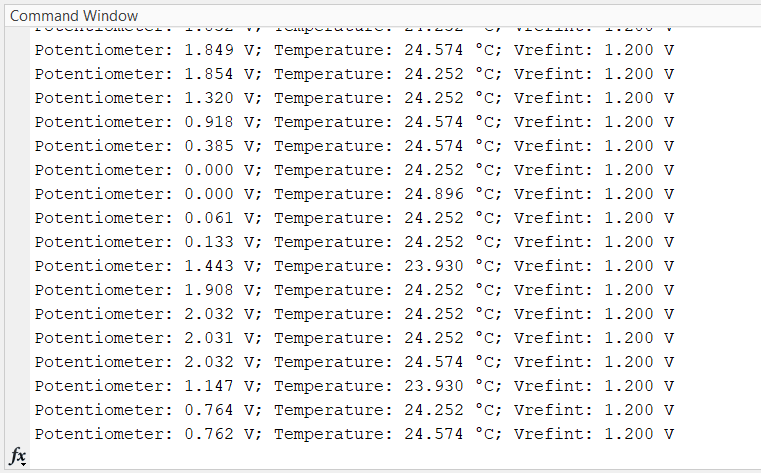 Command Window
Potentiometer: 1.849 V; Temperature: 24.574 °C; Vrefint: 1.200 V
Potentiometer: 1.854 V; Temperature: 24.252 °C; Vrefint: 1.200 V
Potentiometer: 1.320 V; Temperature: 24.252 °C; Vrefint: 1.200 V
Potentiometer: 0.918 V; Temperature: 24.574 °C; Vrefint: 1.200 V
Potentiometer: 0.385 V; Temperature: 24.574 °C; Vrefint: 1.200 V
Potentiometer: 0.000 V; Temperature: 24.252 °C; Vrefint: 1.200 V
Potentiometer: 0.000 V; Temperature: 24.896 °C; Vrefint: 1.200 V
Potentiometer: 0.061 V; Temperature: 24.252 °C; Vrefint: 1.200 V
Potentiometer: 0.133 V; Temperature: 24.252 °C; Vrefint: 1.200 V
Potentiometer: 1.443 V; Temperature: 23.930 °C; Vrefint: 1.200 V
Potentiometer: 1.908 V; Temperature: 24.252 °C; Vrefint: 1.200 V
Potentiometer: 2.032 V; Temperature: 24.252 °C; Vrefint: 1.200 V
Potentiometer: 2.031 V; Temperature: 24.252 °C; Vrefint: 1.200 V
Potentiometer: 2.032 V; Temperature: 24.574 °C; Vrefint: 1.200 V
Potentiometer: 1.147 V; Temperature: 23.930 °C; Vrefint: 1.200 V
Potentiometer: 0.764 V; Temperature: 24.252 °C; Vrefint: 1.200 V
Potentiometer: 0.762 V; Temperature: 24.574 °C; Vrefint: 1.200 V
fx